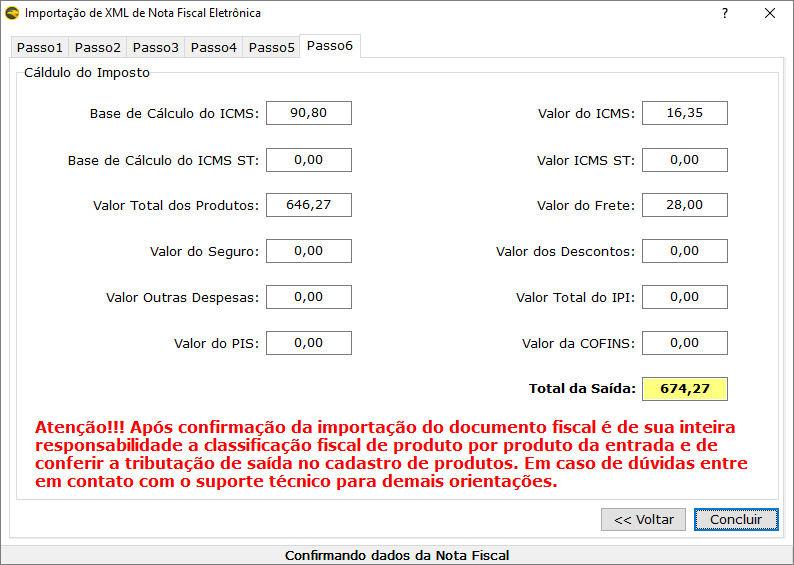 Importação de XML de Nota Fiscal Eletrônica
Passo1 Passo2 Passo3 Passo4 Passo5 Passo6
Cáldulo do Imposto
Base de Cálculo do ICMS: 90,80 Valor do ICMS: 16,35
Base de Cálculo do ICMS ST: 0,00 Valor ICMS ST: 0,00
Valor Total dos Produtos: 646,27 Valor do Frete: 28,00
Valor do Seguro: 0,00 Valor dos Descontos: 0,00
Valor Outras Despesas: 0,00 Valor Total do IPI: 0,00
Valor do PIS: 0,00 Valor da COFINS: 0,00
Total da Saída: 674,27
Atenção!!! Após confirmação da importação do documento fiscal é de sua inteira
responsabilidade a classificação fiscal de produto por produto da entrada e de
conferir a tributação de saída no cadastro de produtos. Em caso de dúvidas entre
em contato com o suporte técnico para demais orientações.
<< Voltar Concluir
Confirmando dados da Nota Fiscal